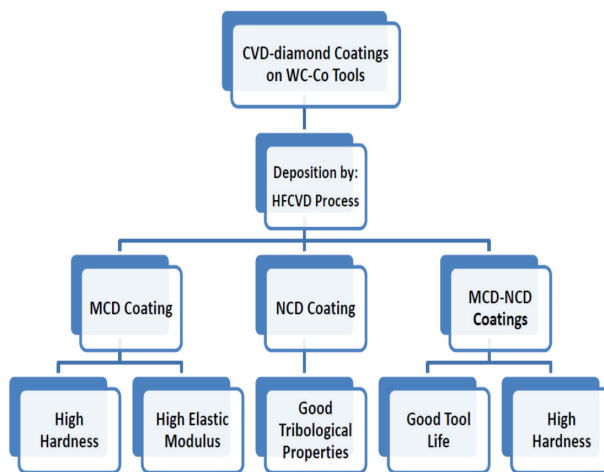 CVD-diamond Coatings
on WC-Co Tools
Deposition by:
HFCVD Process
MCD Coating
NCD Coating
MCD-NCD
Coatings
High
Hardness
High Elastic
Modulus
Good
Tribological
Properties
Good Tool
Life
High
Hardness